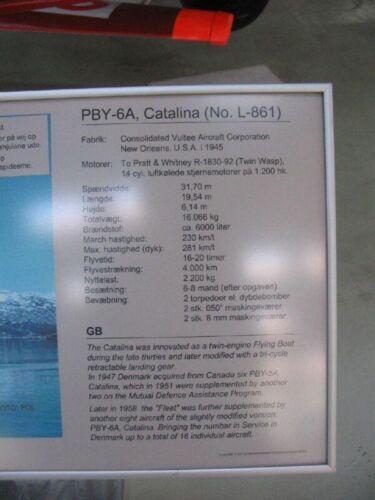 på vej op
hjulene ude.
spidserne.
PBY-6A, Catalina (No. L-861)
Fabrik: Consolidated Vultee Aircraft Corporation
New Orleans, U.S.A. i 1945
Motorer: To Pratt & Whitney R-1830-92 (Twin Wasp),
14 cyl. luftkølede stjernemotorer på 1.200 hk.
Spændvidde: 31,70 m
Længde: 19,54 m
Højde: 6,14 m
Totalvægt: 16.066 kg
Brændstof: ca. 6000 liter
March hastighed: 230 km/t
Max. hastighed (dyk): 281 km/t
Flyvetid: 16-20 timer
Flyvestrækning: 4.000 km
Nyttelast: 2.200 kg
Besætning: 6-8 mand (efter opgaven)
Bevæbning: 2 torpedoer el. dybdebomber
2 stk. .050" maskingeværer
2 stk. 8 mm maskingeværer
GB
The Catalina was innovated as a twin-engine Flying Boat
during the late thirties and later modified with a tri-cycle
retractable landing gear.
In 1947 Denmark acquired from Canada six PBY-5A,
Catalina, which in 1951 were supplemented by another
two on the Mutual Defence Assistance Program.
Later in 1958 the "Fleet" was further supplemented by
another eight aircraft of the slightly modified version:
PBY-6A, Catalina. Bringing the number in Service in
Denmark up to a total of 16 individual aircraft.